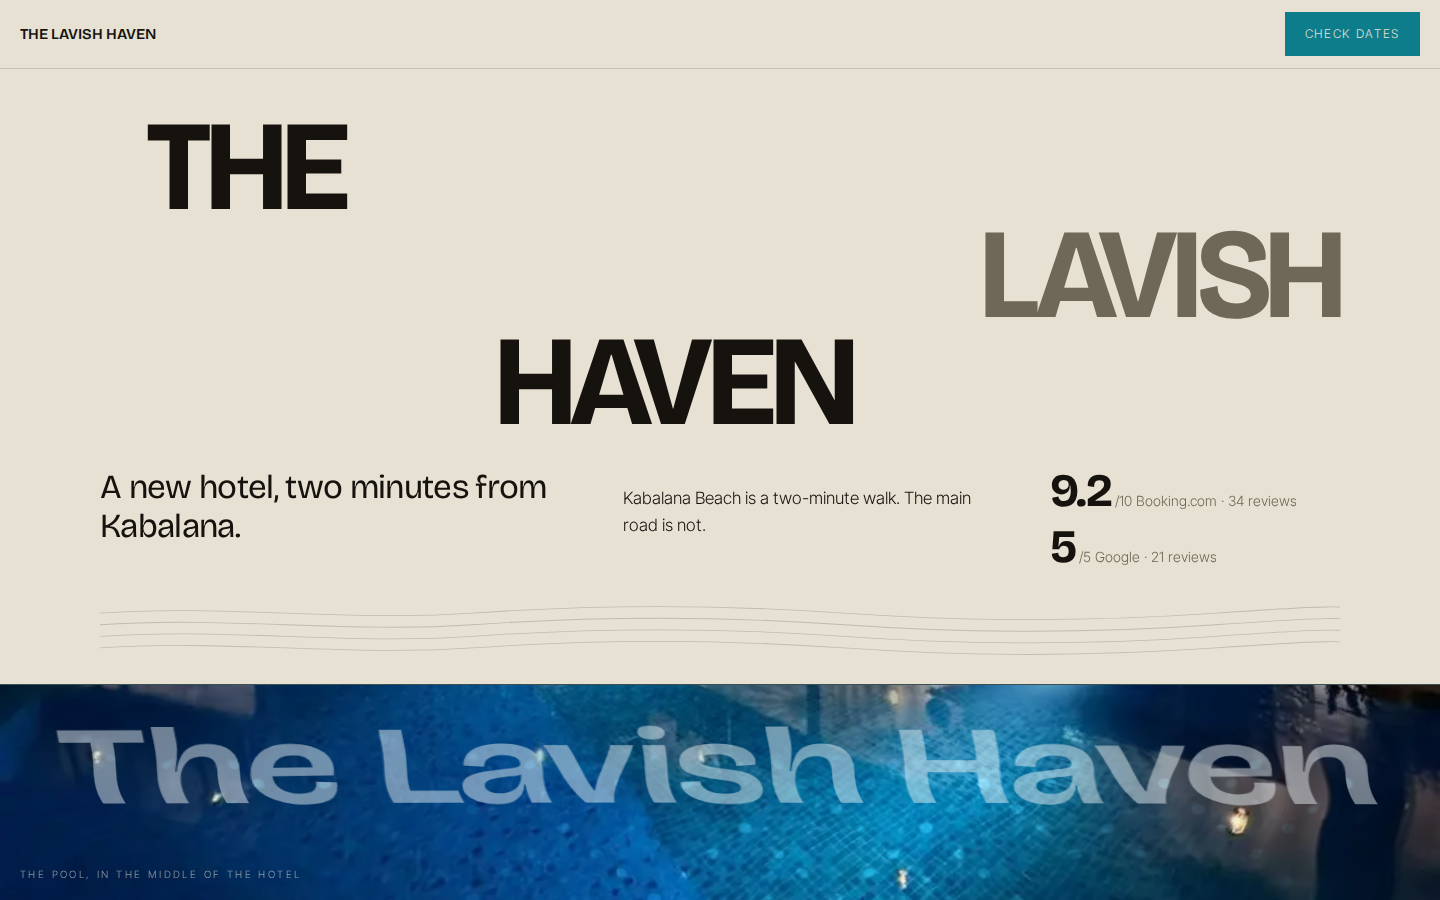 THE LAVISH HAVEN
CHECK DATES
THE
LAVISH
HAVEN
A new hotel, two minutes from
Kabalana.
Kabalana Beach is a two-minute walk. The main
road is not.
9.2 /10 Booking.com · 34 reviews
5 /5 Google · 21 reviews
The Lavish Haven
THE POOL, IN THE MIDDLE OF THE HOTEL